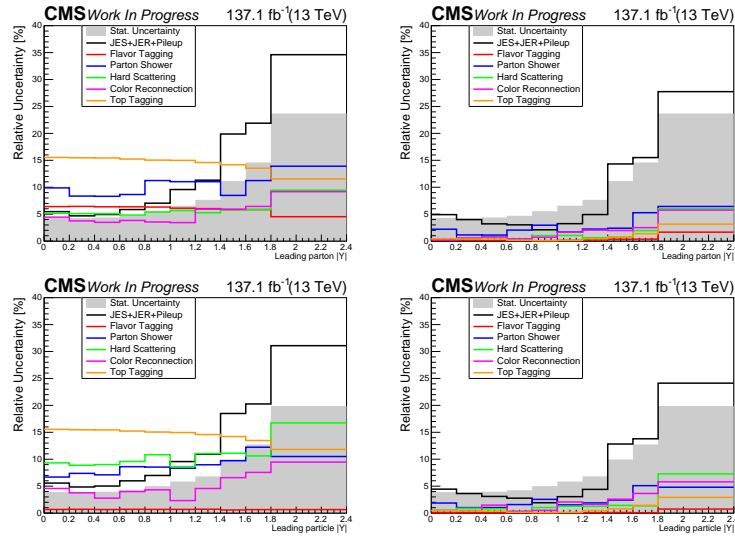 CMS Work In Progress 137.1 fb⁻¹(13 TeV)
Relative Uncertainty [%]
40
35
30
25
20
15
10
5
0
Stat. Uncertainty
JES+JER+Pileup
Flavor Tagging
Parton Shower
Hard Scattering
Color Reconnection
Top Tagging
0 0.2 0.4 0.6 0.8 1 1.2 1.4 1.6 1.8 2 2.2 2.4
Leading parton |Y|
CMS Work In Progress 137.1 fb⁻¹(13 TeV)
Relative Uncertainty [%]
40
35
30
25
20
15
10
5
0
Stat. Uncertainty
JES+JER+Pileup
Flavor Tagging
Parton Shower
Hard Scattering
Color Reconnection
Top Tagging
0 0.2 0.4 0.6 0.8 1 1.2 1.4 1.6 1.8 2 2.2 2.4
Leading parton |Y|
CMS Work In Progress 137.1 fb⁻¹(13 TeV)
Relative Uncertainty [%]
40
35
30
25
20
15
10
5
0
Stat. Uncertainty
JES+JER+Pileup
Flavor Tagging
Parton Shower
Hard Scattering
Color Reconnection
Top Tagging
0 0.2 0.4 0.6 0.8 1 1.2 1.4 1.6 1.8 2 2.2 2.4
Leading particle |Y|
CMS Work In Progress 137.1 fb⁻¹(13 TeV)
Relative Uncertainty [%]
40
35
30
25
20
15
10
5
0
Stat. Uncertainty
JES+JER+Pileup
Flavor Tagging
Parton Shower
Hard Scattering
Color Reconnection
Top Tagging
0 0.2 0.4 0.6 0.8 1 1.2 1.4 1.6 1.8 2 2.2 2.4
Leading particle |Y|